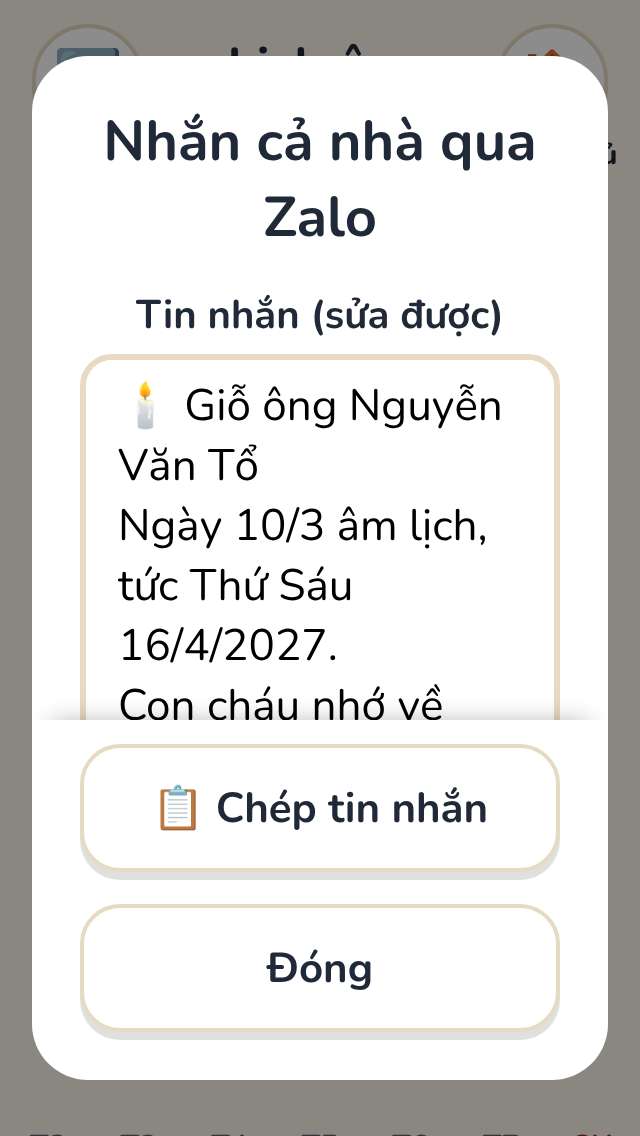 Nhắn cả nhà qua
Zalo
Tin nhắn (sửa được)
🕯️ Giỗ ông Nguyễn
Văn Tổ
Ngày 10/3 âm lịch,
tức Thứ Sáu
16/4/2027.
Con cháu nhớ về
📋 Chép tin nhắn
Đóng